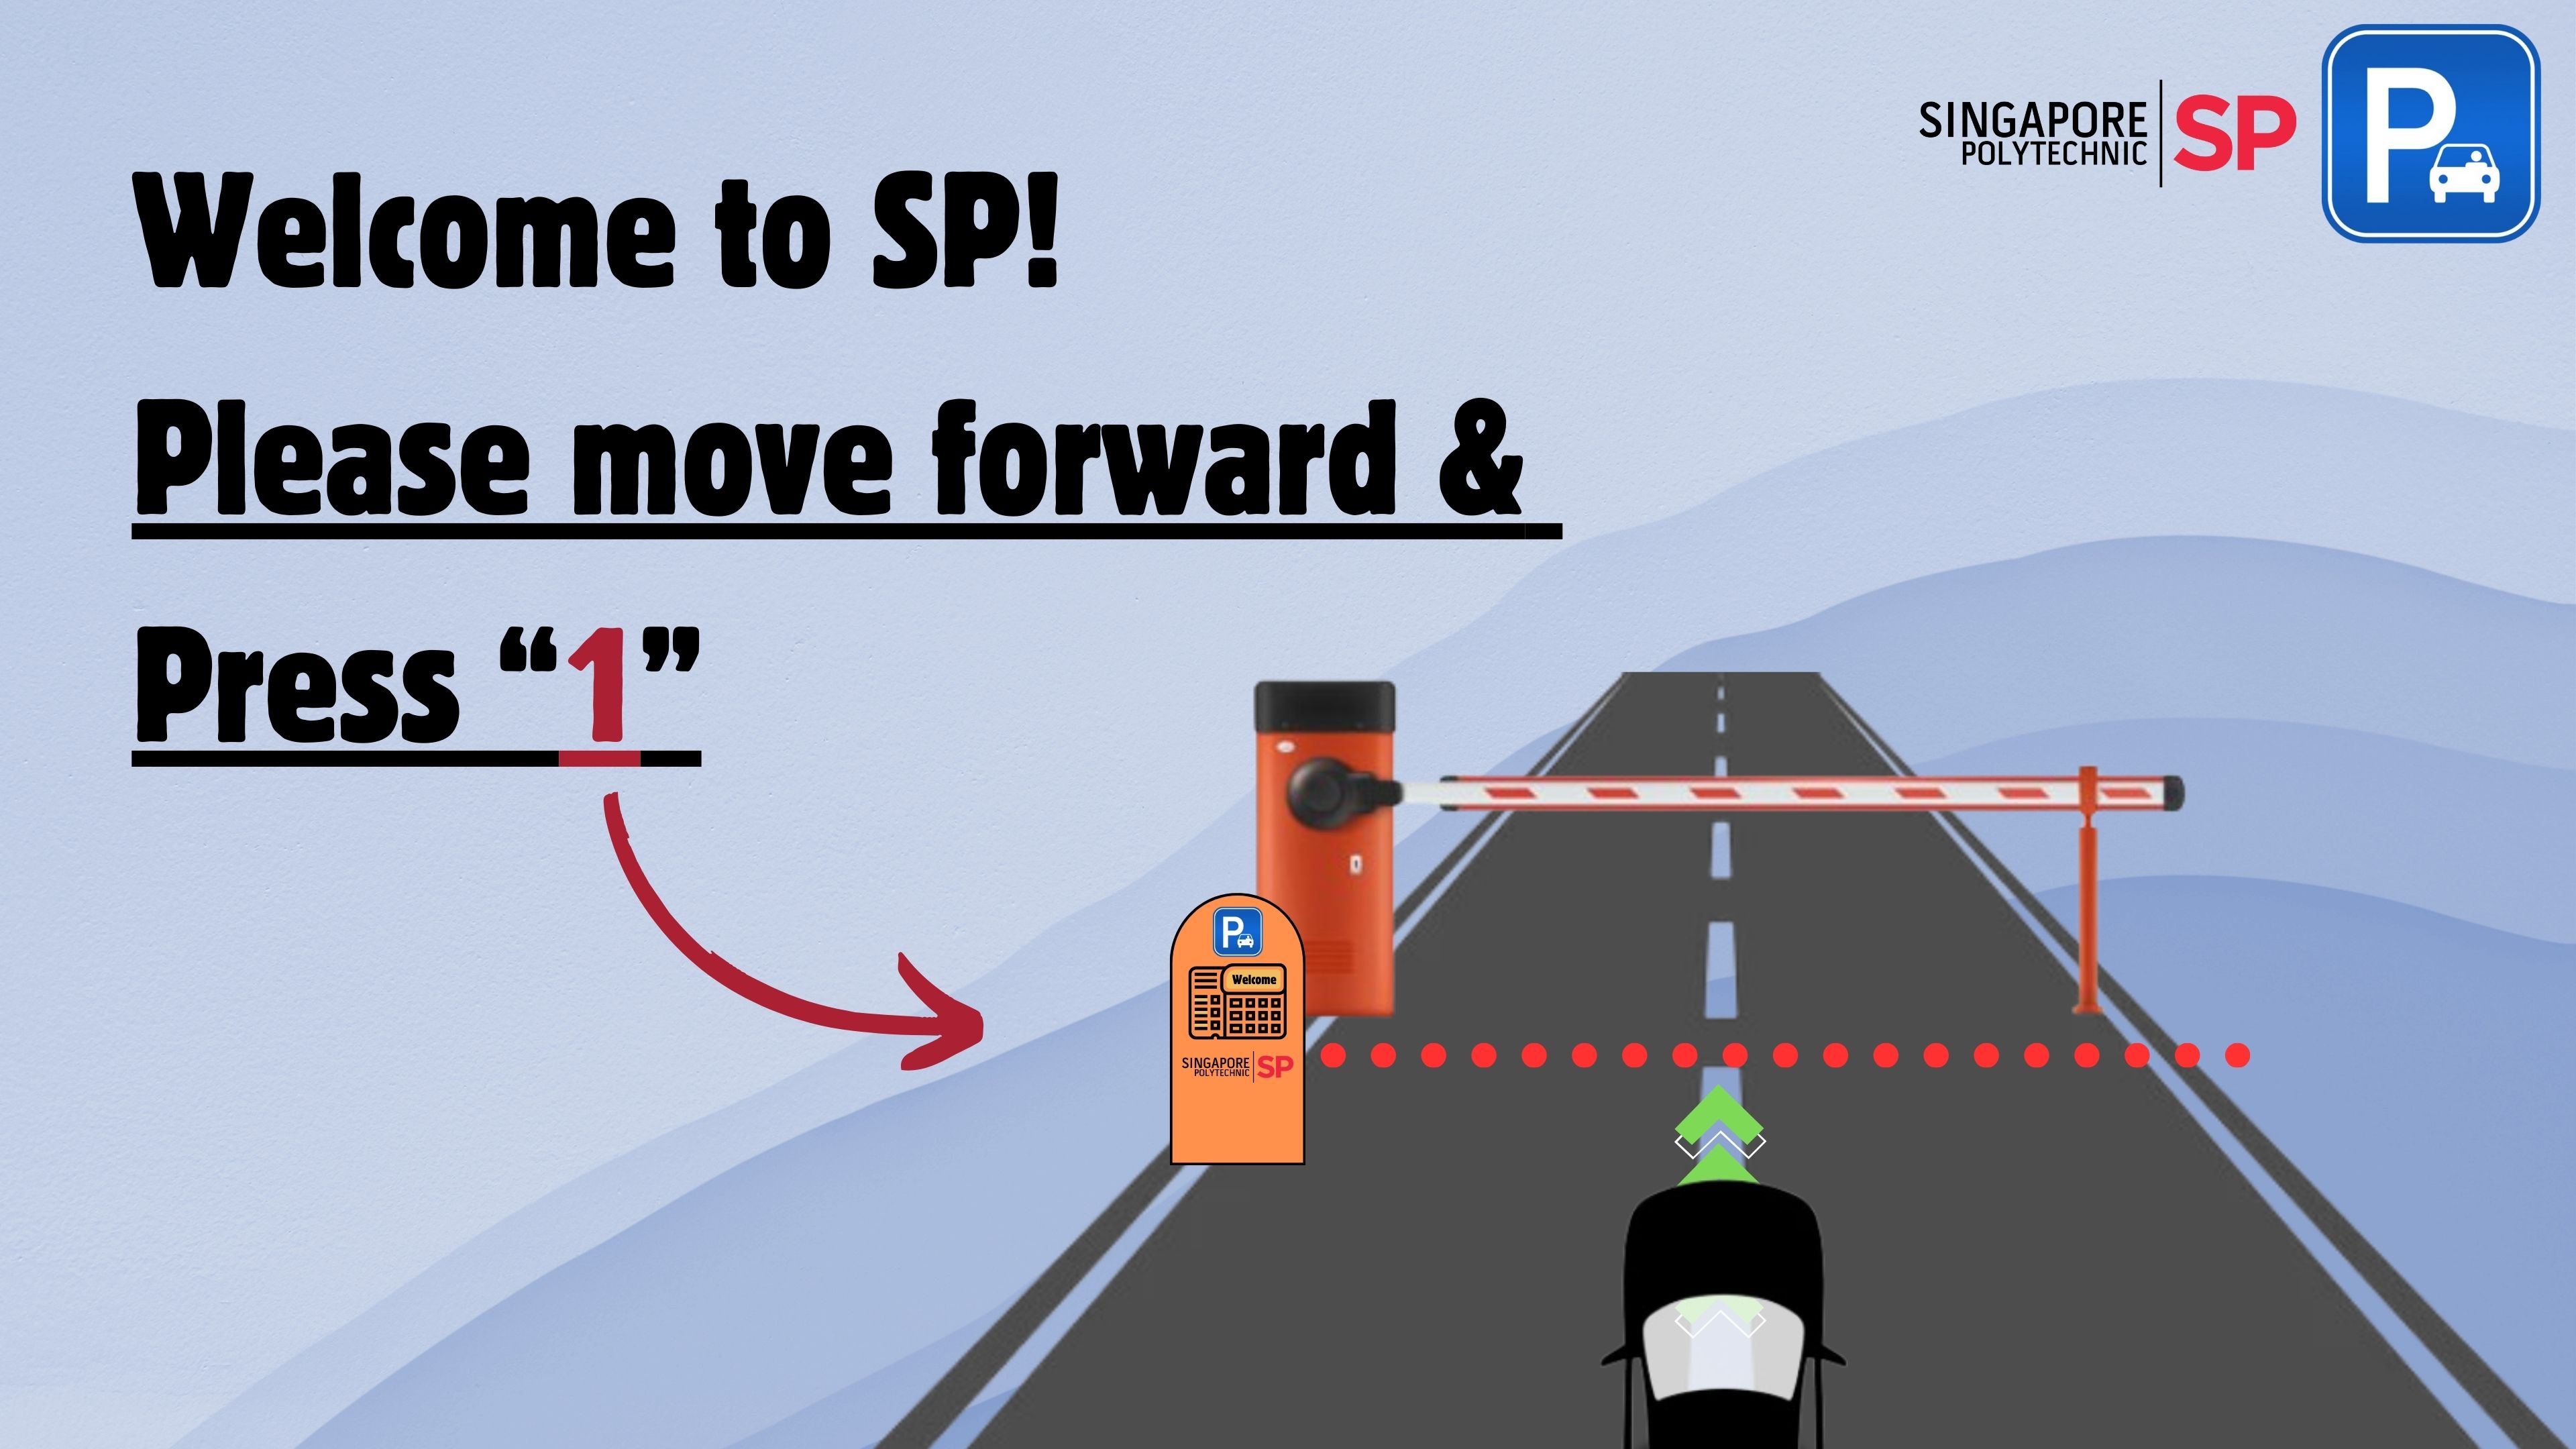 SINGAPORE
POLYTECHNIC
SP
P
Welcome to SP!
Please move forward &
Press “1”
P
Welcome
SINGAPORE
POLYTECHNIC
SP